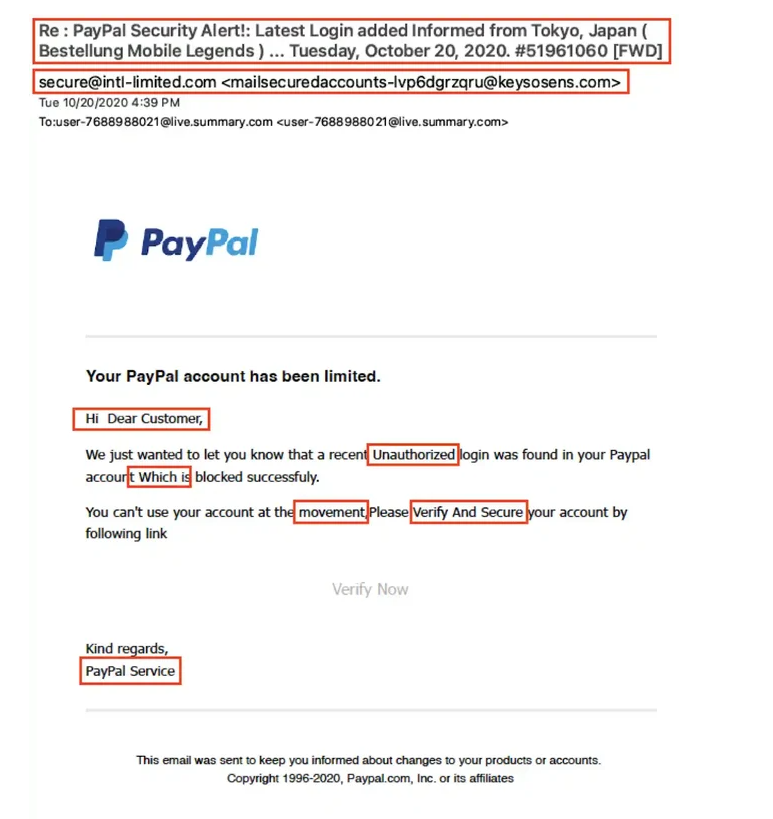 Re : PayPal Security Alert!: Latest Login added Informed from Tokyo, Japan (
Bestellung Mobile Legends ) ... Tuesday, October 20, 2020. #51961060 [FWD]
secure@intl-limited.com <mailsecuredaccounts-lvp6dgrzqru@keysosens.com>
Tue 10/20/2020 4:39 PM
To:user-7688988021@live.summary.com <user-7688988021@live.summary.com>
PayPal
Your PayPal account has been limited.
Hi Dear Customer,
We just wanted to let you know that a recent Unauthorized login was found in your Paypal
account Which is blocked successfuly.
You can't use your account at the movement,Please Verify And Secure your account by
following link
Verify Now
Kind regards,
PayPal Service
This email was sent to keep you informed about changes to your products or accounts.
Copyright 1996-2020, Paypal.com, Inc. or its affiliates